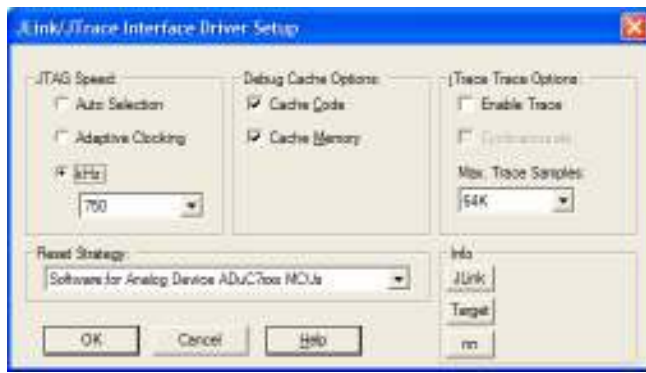 JLink/JTrace Interface Driver Setup
JTAG Speed:
Auto Selection
Adaptive Clocking
kHz
750
Debug Cache Options:
Cache Code
Cache Memory
jTrace Trace Options
Enable Trace
Max. Trace Samples
64K
Reset Strategy:
Software for Analog Device ADuC7xxx MCUs
Info
JLink
Target
OK
Cancel
Help